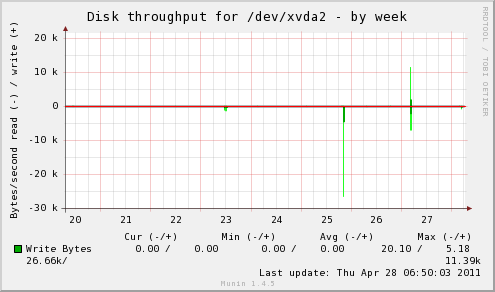 Disk throughput for /dev/xvda2 - by week
RRDTOOL / TOBI OETIKER
Bytes/second read (-) / write (+)
20 k
10 k
0
-10 k
-20 k
-30 k
20 21 22 23 24 25 26 27
Cur (-/+) Min (-/+) Avg (-/+) Max (-/+)
Write Bytes 0.00 / 0.00 0.00 / 0.00 20.10 / 5.18
26.66k/ 11.39k
Last update: Thu Apr 28 06:50:03 2011
Munin 1.4.5